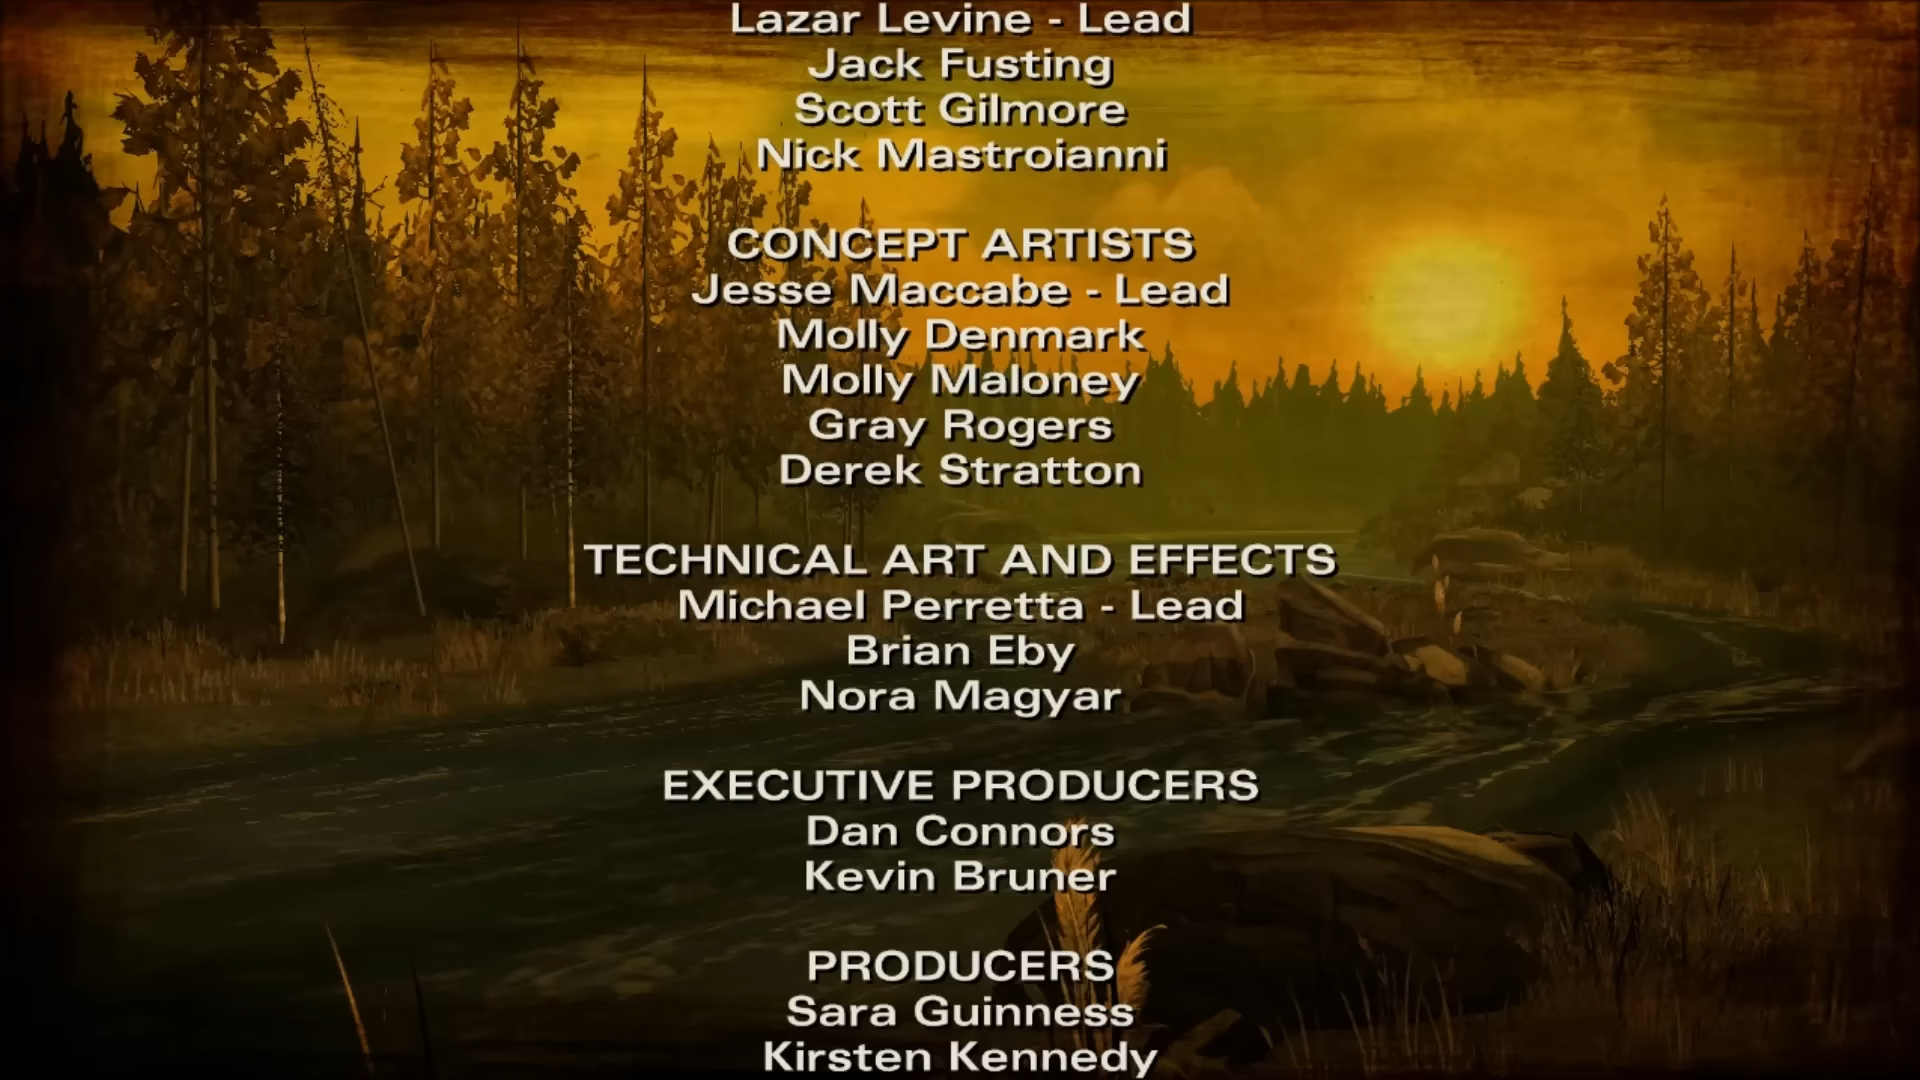 Lazar Levine - Lead
Jack Fusting
Scott Gilmore
Nick Mastroianni
CONCEPT ARTISTS
Jesse Maccabe - Lead
Molly Denmark
Molly Maloney
Gray Rogers
Derek Stratton
TECHNICAL ART AND EFFECTS
Michael Perretta - Lead
Brian Eby
Nora Magyar
EXECUTIVE PRODUCERS
Dan Connors
Kevin Bruner
PRODUCERS
Sara Guinness
Kirsten Kennedy